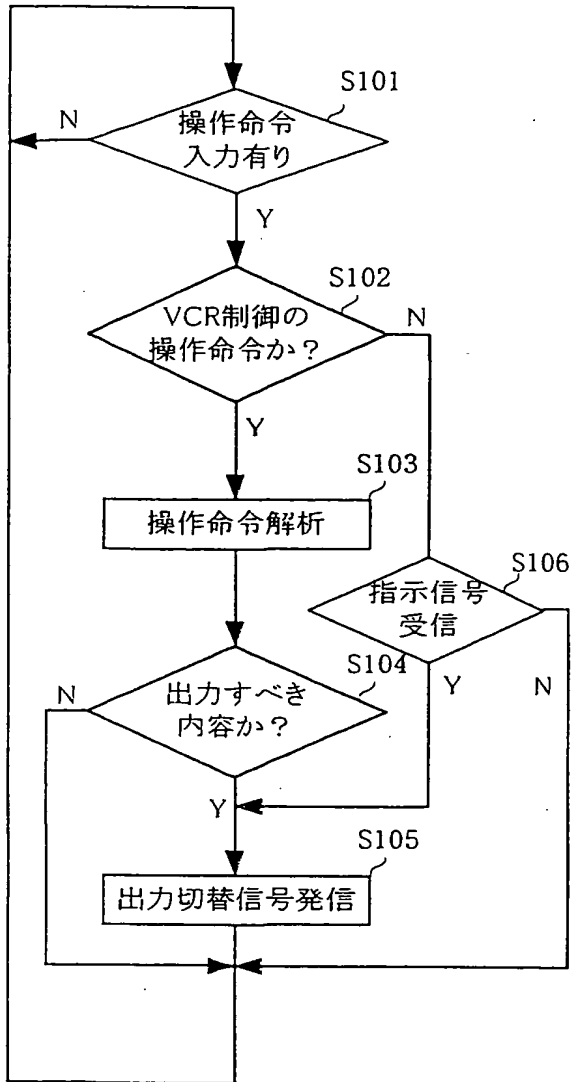 S101
N
操作命令
入力有り
Y
S102
VCR制御の
操作命令か？
N
Y
S103
操作命令解析
S106
指示信号
受信
S104
N
出力すべき
内容か？
Y
N
Y
S105
出力切替信号発信